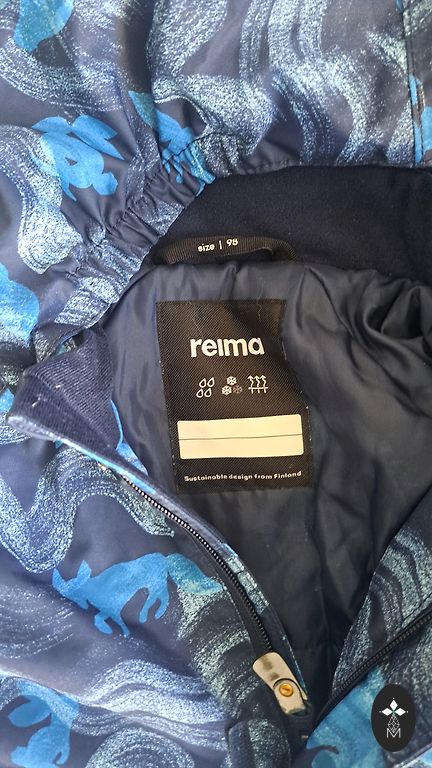 size | 98
reima
Sustainable design from Finland